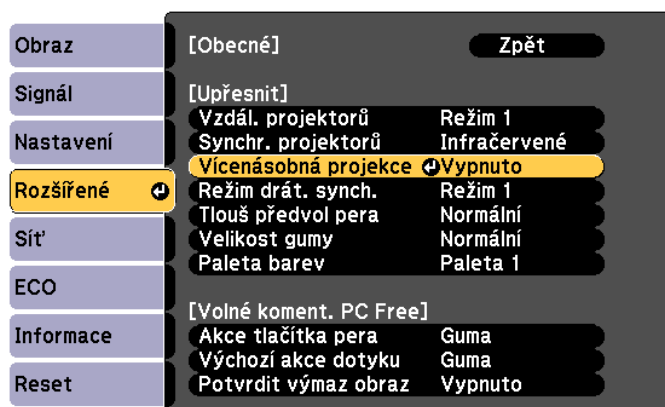 Obraz
Signál
Nastavení
Rozšířené
Síť
ECO
Informace
Reset
[Obecné] Zpět
[Upřesnit]
Vzdál. projektorů Režim 1
Synchr. projektorů Infračervené
Vícenásobná projekce Vypnuto
Režim drát. synch. Režim 1
Tlouš předvol pera Normální
Velikost gumy Normální
Paleta barev Paleta 1
[Volné koment. PC Free]
Akce tlačítka pera Guma
Výchozí akce dotyku Guma
Potvrdit výmaz obraz Vypnuto